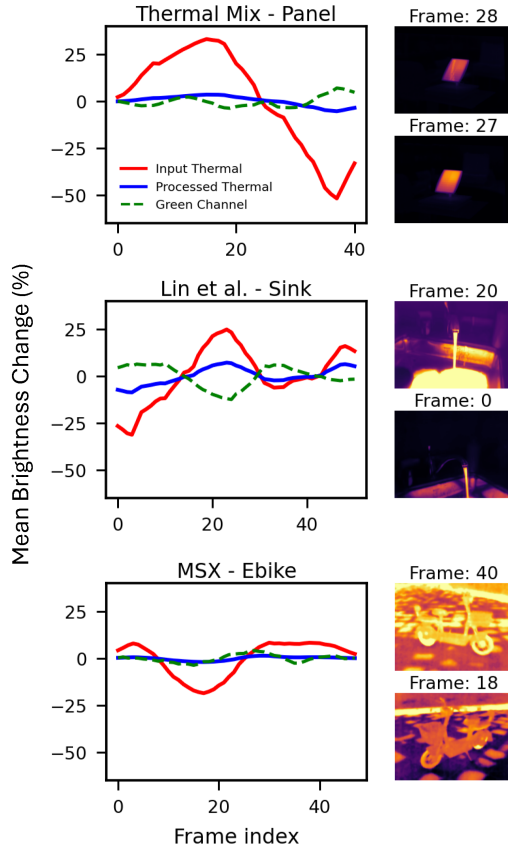 Thermal Mix - Panel
25
0
−25
−50
0
20
40
Input Thermal
Processed Thermal
Green Channel
Frame: 28
Frame: 27
Mean Brightness Change (%)
Lin et al. - Sink
25
0
−25
−50
0
20
40
Frame: 20
Frame: 0
MSX - Ebike
25
0
−25
−50
0
20
40
Frame index
Frame: 40
Frame: 18